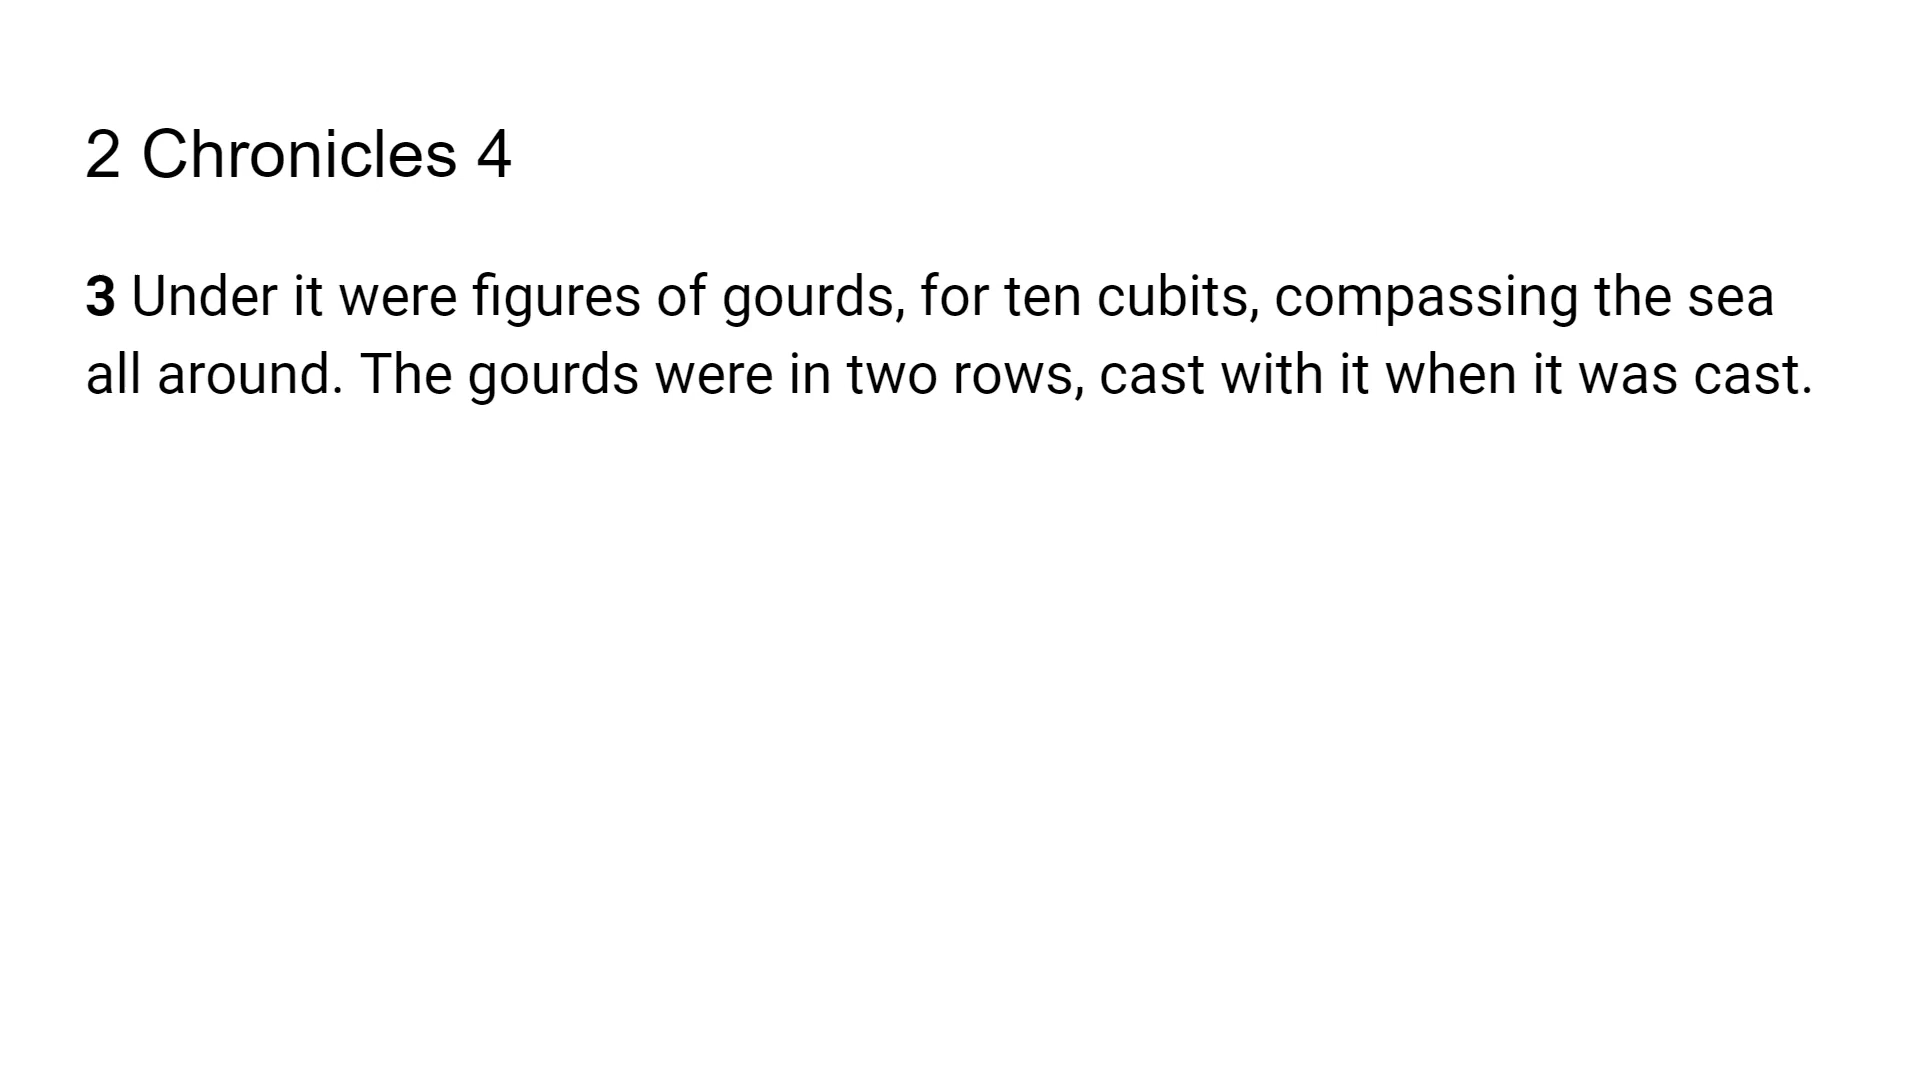 2 Chronicles 4
3 Under it were figures of gourds, for ten cubits, compassing the sea
all around. The gourds were in two rows, cast with it when it was cast.